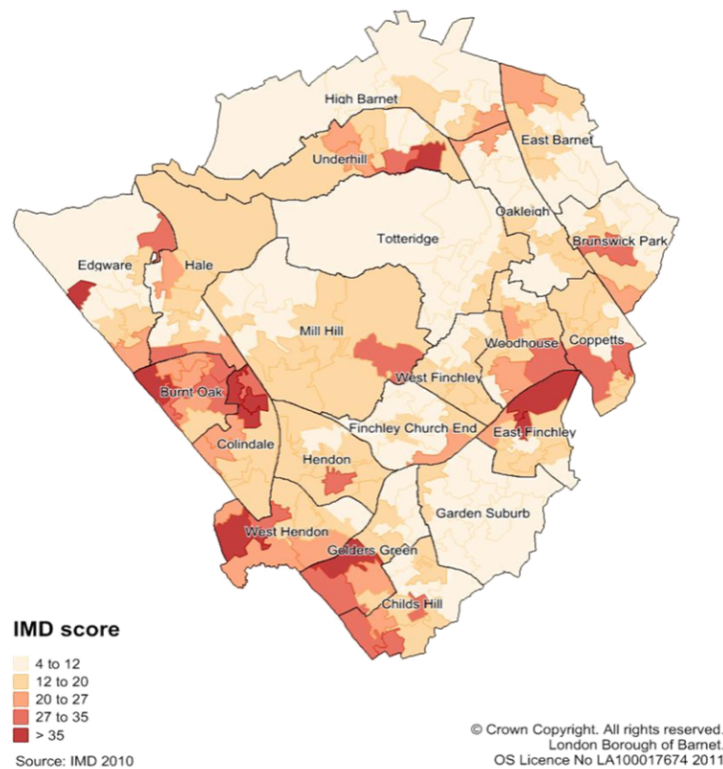 High Barnet
East Barnet
Underhill
Oakleigh
Totteridge
Brunswick Park
Edgware
Hale
Mill Hill
Woodhouse
Coppetts
West Finchley
Burnt Oak
Finchley Church End
East Finchley
Colindale
Hendon
Garden Suburb
West Hendon
Golders Green
Childs Hill
IMD score
4 to 12
12 to 20
20 to 27
27 to 35
> 35
Source: IMD 2010
© Crown Copyright. All rights reserved.
London Borough of Barnet.
OS Licence No LA100017674 2011